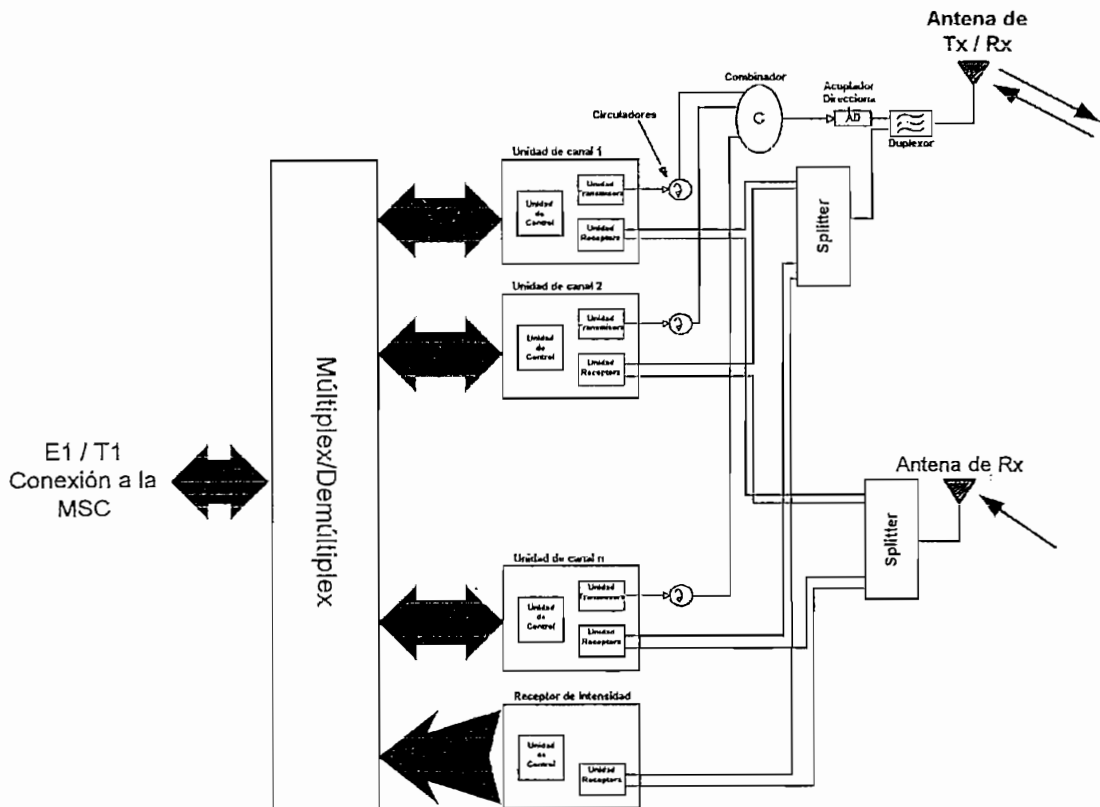 Antena de
Tx / Rx
Combinador
Acoplador
Direcciona
Circuladores
C
AD
Duplexor
Unidad de canal 1
Unidad
Transmisora
Unidad
de
Control
Unidad
Receptora
Splitter
Unidad de canal 2
Unidad
Transmisora
Unidad
de
Control
Unidad
Receptora
Múltiplex/Demúltiplex
E1 / T1
Conexión a la
MSC
Antena de Rx
Splitter
Unidad de canal n
Unidad
Transmisora
Unidad
de
Control
Unidad
Receptora
Receptor de Intensidad
Unidad
de
Control
Unidad
Receptora